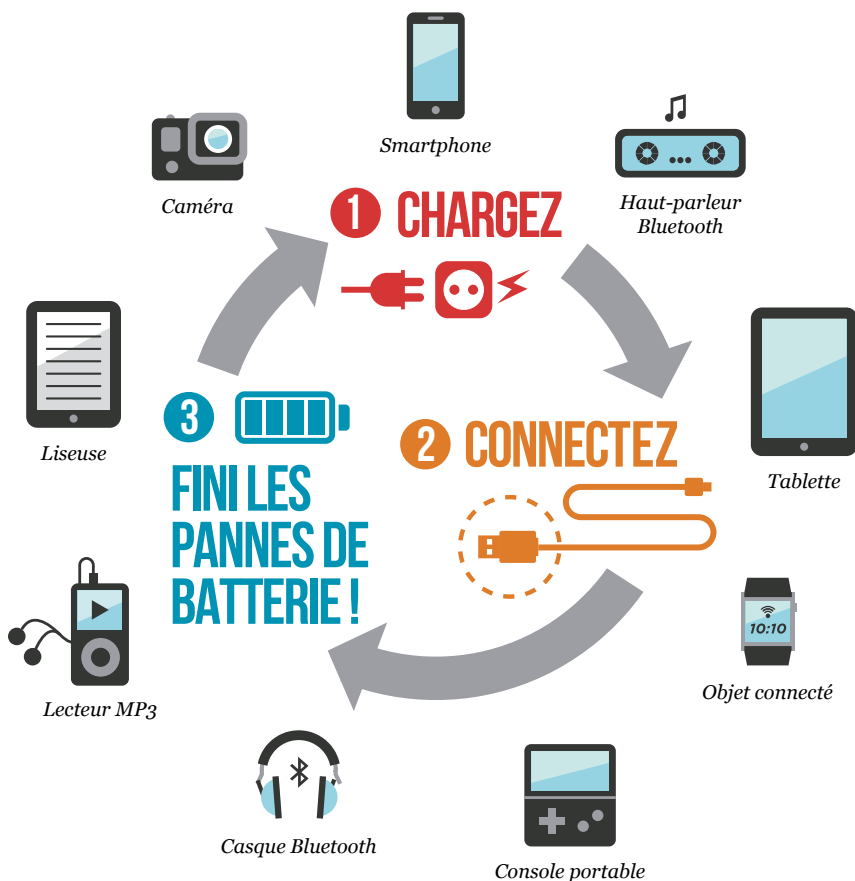 Smartphone
Caméra
Haut-parleur
Bluetooth
1 CHARGEZ
Liseuse
Tablette
2 CONNECTEZ
3
FINI LES
PANNES DE
BATTERIE !
10:10
Objet connecté
Lecteur MP3
Casque Bluetooth
Console portable